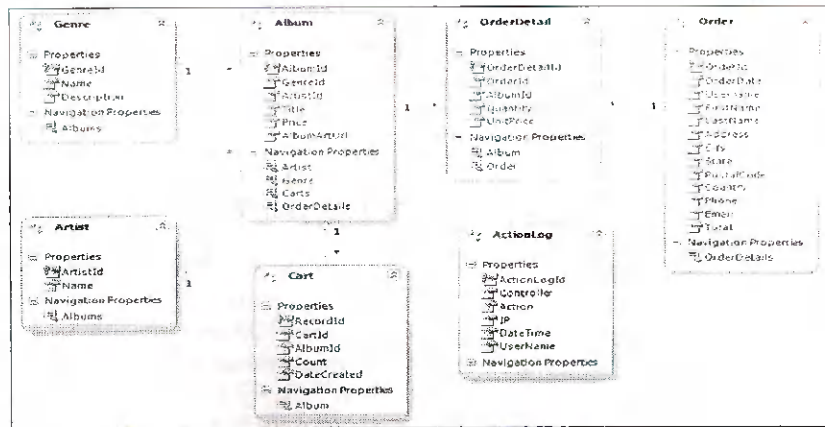 Genre
Properties
GenreId
Name
Description
Navigation Properties
Albums
1
*
Album
Properties
AlbumId
GenreId
ArtistId
Title
Price
AlbumArtUrl
Navigation Properties
Artist
Genre
Carts
OrderDetails
1
*
OrderDetail
Properties
OrderDetailId
OrderId
AlbumId
Quantity
UnitPrice
Navigation Properties
Album
Order
*
1
Order
Properties
OrderId
OrderDate
Username
FirstName
LastName
Address
City
State
PostalCode
Country
Phone
Email
Total
Navigation Properties
OrderDetails
Artist
Properties
ArtistId
Name
Navigation Properties
Albums
*
1
1
*
Cart
Properties
RecordId
CartId
AlbumId
Count
DateCreated
Navigation Properties
Album
ActionLog
Properties
ActionLogId
Controller
Action
IP
DateTime
UserName
Navigation Properties